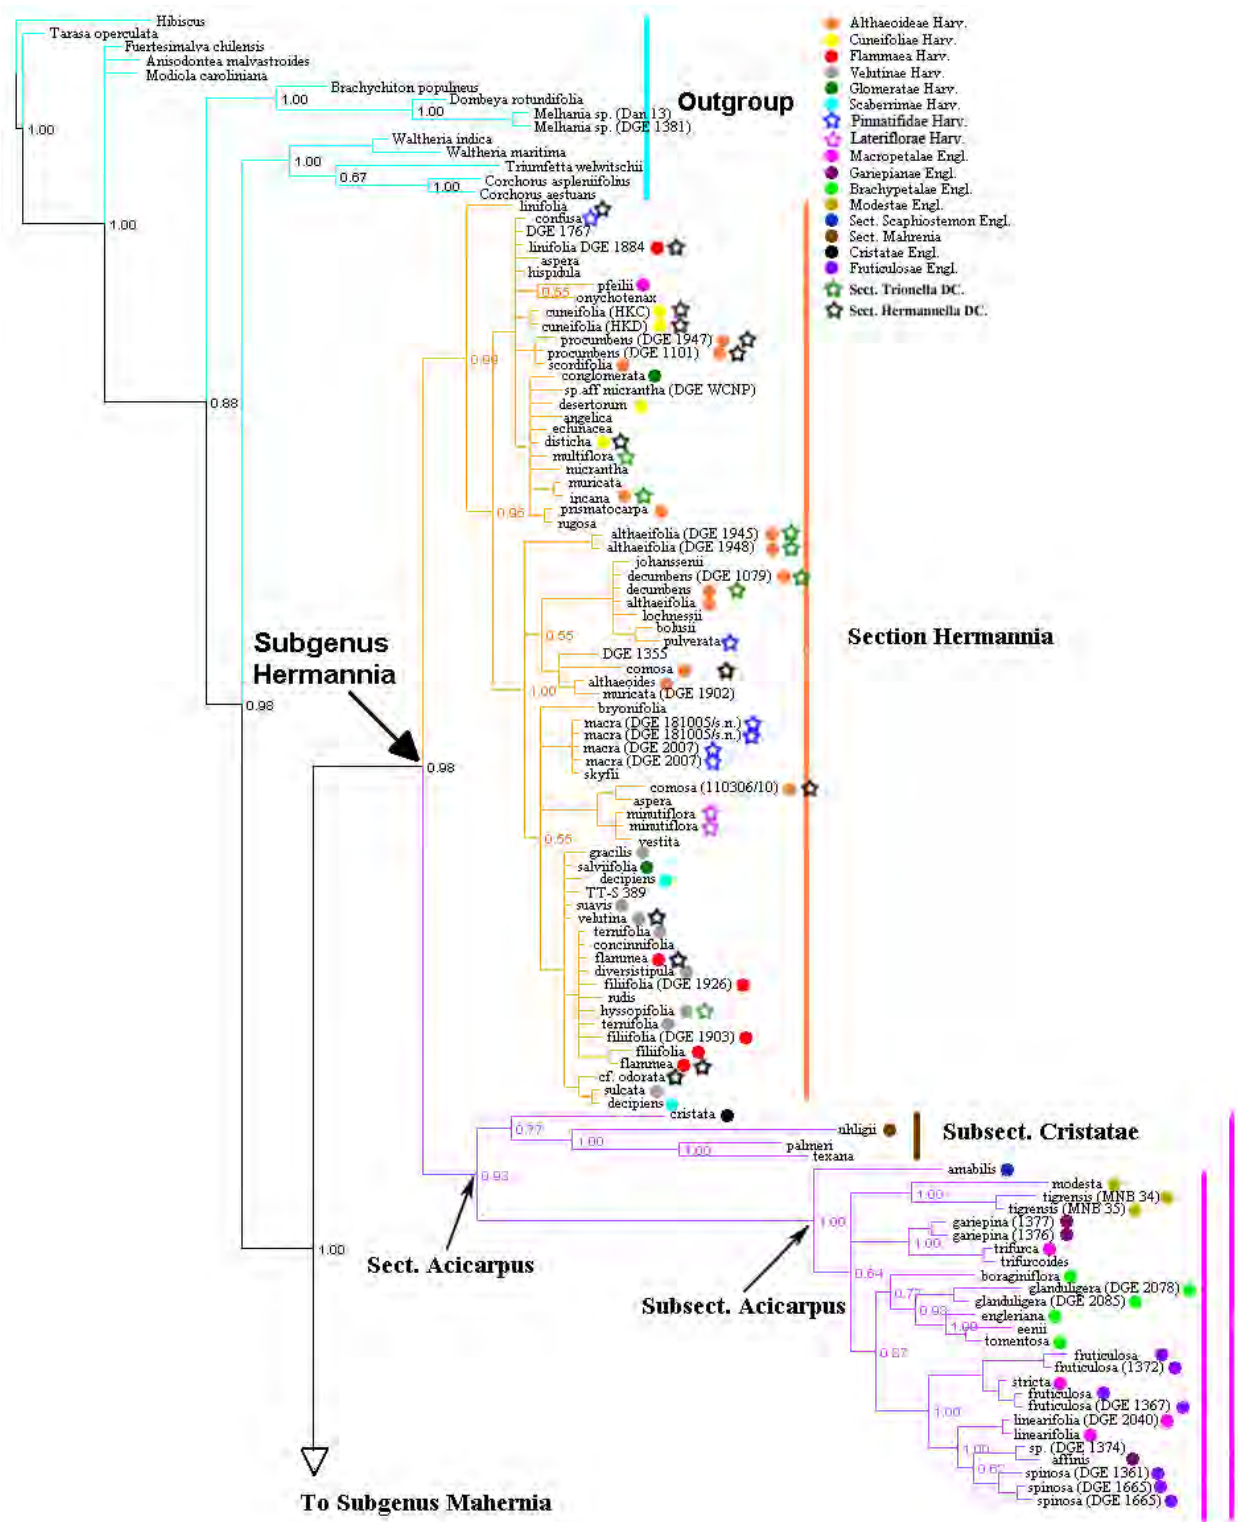 Hibiscus
Tarasa operculata
Fuertesimalva chilensis
Anisodontea malvastroides
Modiola caroliniana
Brachychiton populneus
1.00
Dombeya rotundifolia
1.00
Melhania sp. (Dan 13)
Melhania sp. (DGE 1381)
1.00
Waltheria indica
Waltheria maritima
1.00
Triumfetta welwitschii
0.67
Corchorus aspleniifolius
1.00
Corchorus aestuans
1.00
0.88
0.98
Outgroup
Althaeoideae Harv.
Cuneifoliae Harv.
Flammaea Harv.
Velutinae Harv.
Glomeratae Harv.
Scaberrimae Harv.
Pinnatifidae Harv.
Lateriflorae Harv.
Macropetalae Engl.
Gariepianae Engl.
Brachypetalae Engl.
Modestae Engl.
Sect. Scaphiostemon Engl.
Sect. Mahrenia
Cristatae Engl.
Fruticulosae Engl.
Sect. Trionella DC.
Sect. Hermannella DC.
linifolia
confusa
DGE 1767
linifolia DGE 1884
aspera
hispidula
pfeilii
0.55
onychotenax
cuneifolia (HKC)
cuneifolia (HKD)
procumbens (DGE 1947)
procumbens (DGE 1101)
0.99
scordifolia
conglomerata
sp.aff micrantha (DGE WCNP)
desertorum
angelica
echinacea
disticha
multiflora
micrantha
muricata
incana
0.95
prismatocarpa
rugosa
althaeifolia (DGE 1945)
althaeifolia (DGE 1948)
johanssenii
decumbens (DGE 1079)
decumbens
althaeifolia
lochnessii
bolusii
0.55
pulverata
DGE 1355
comosa
althaeoides
1.00
muricata (DGE 1902)
bryonifolia
macra (DGE 181005/s.n.)
macra (DGE 181005/s.n.)
macra (DGE 2007)
macra (DGE 2007)
skyfii
comosa (110306/10)
aspera
minutiflora
minutiflora
0.55
vestita
gracilis
salviifolia
decipiens
TT-S 389
suavis
velutina
ternifolia
concinnifolia
flammea
diversistipula
filiifolia (DGE 1926)
rudis
hyssopifolia
ternifolia
filiifolia (DGE 1903)
filiifolia
flammea
cf. odorata
sulcata
decipiens
Section Hermannia
Subgenus
Hermannia
0.98
cristata
0.77
uhligii
1.00
palmeri
1.00
texana
Subsect. Cristatae
0.93
amabilis
modesta
1.00
tigrensis (MNB 34)
tigrensis (MNB 35)
1.00
gariepina (1377)
gariepina (1376)
1.00
trifurca
trifurcoides
0.64
boraginiflora
glanduligera (DGE 2078)
0.77
glanduligera (DGE 2085)
0.93
engleriana
1.00
eenii
tomentosa
0.87
fruticulosa
fruticulosa (1372)
stricta
fruticulosa
fruticulosa (DGE 1367)
1.00
linearifolia (DGE 2040)
linearifolia
1.00
sp. (DGE 1374)
affinis
spinosa (DGE 1361)
spinosa (DGE 1665)
spinosa (DGE 1665)
1.00
Sect. Acicarpus
Subsect. Acicarpus
To Subgenus Mahernia